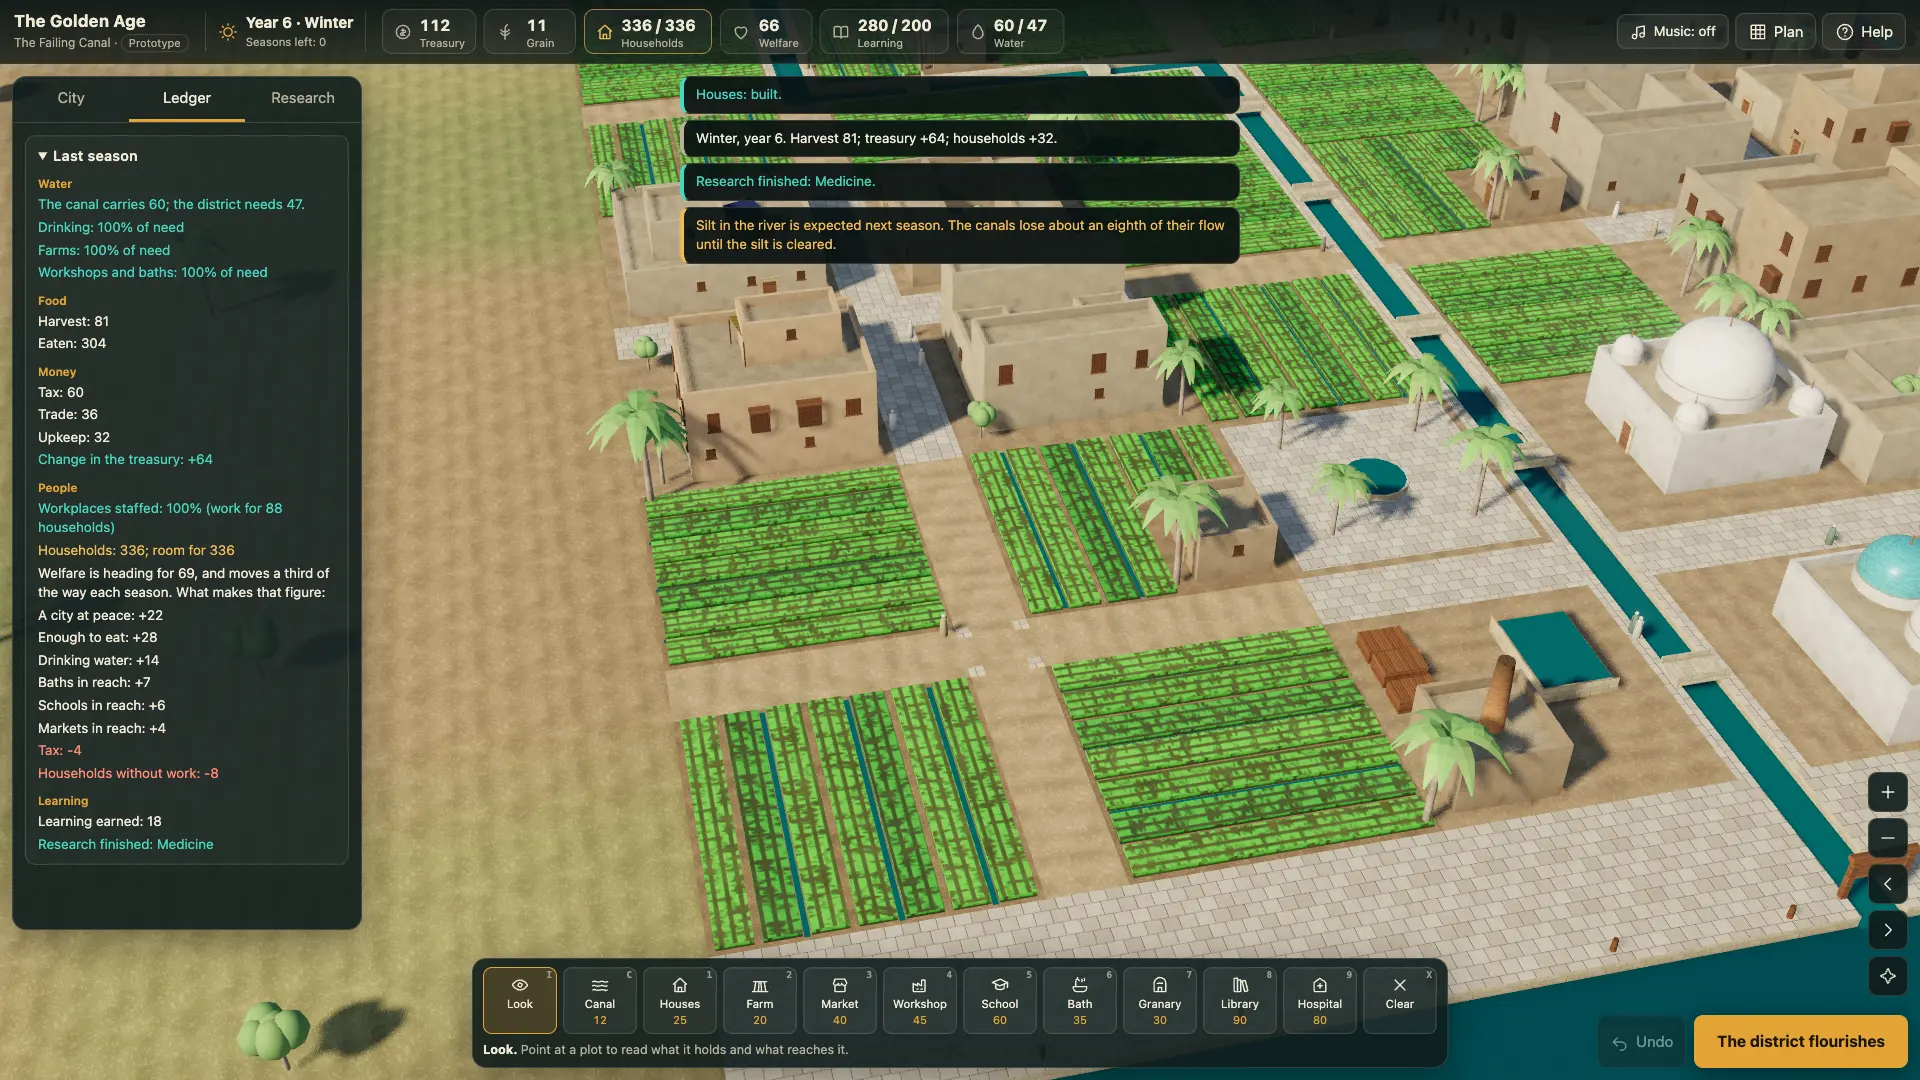 The Golden Age
The Failing Canal · Prototype
Year 6 · Winter
Seasons left: 0
112
Treasury
11
Grain
336 / 336
Households
66
Welfare
280 / 200
Learning
60 / 47
Water
Music: off
Plan
Help
City
Ledger
Research
Last season
Water
The canal carries 60; the district needs 47.
Drinking: 100% of need
Farms: 100% of need
Workshops and baths: 100% of need
Food
Harvest: 81
Eaten: 304
Money
Tax: 60
Trade: 36
Upkeep: 32
Change in the treasury: +64
People
Workplaces staffed: 100% (work for 88
households)
Households: 336; room for 336
Welfare is heading for 69, and moves a third of
the way each season. What makes that figure:
A city at peace: +22
Enough to eat: +28
Drinking water: +14
Baths in reach: +7
Schools in reach: +6
Markets in reach: +4
Tax: -4
Households without work: -8
Learning
Learning earned: 18
Research finished: Medicine
Houses: built.
Winter, year 6. Harvest 81; treasury +64; households +32.
Research finished: Medicine.
Silt in the river is expected next season. The canals lose about an eighth of their flow
until the silt is cleared.
I
Look
C
Canal
12
1
Houses
25
2
Farm
20
3
Market
40
4
Workshop
45
5
School
60
6
Bath
35
7
Granary
30
8
Library
90
9
Hospital
80
X
Clear
Look. Point at a plot to read what it holds and what reaches it.
Undo
The district flourishes